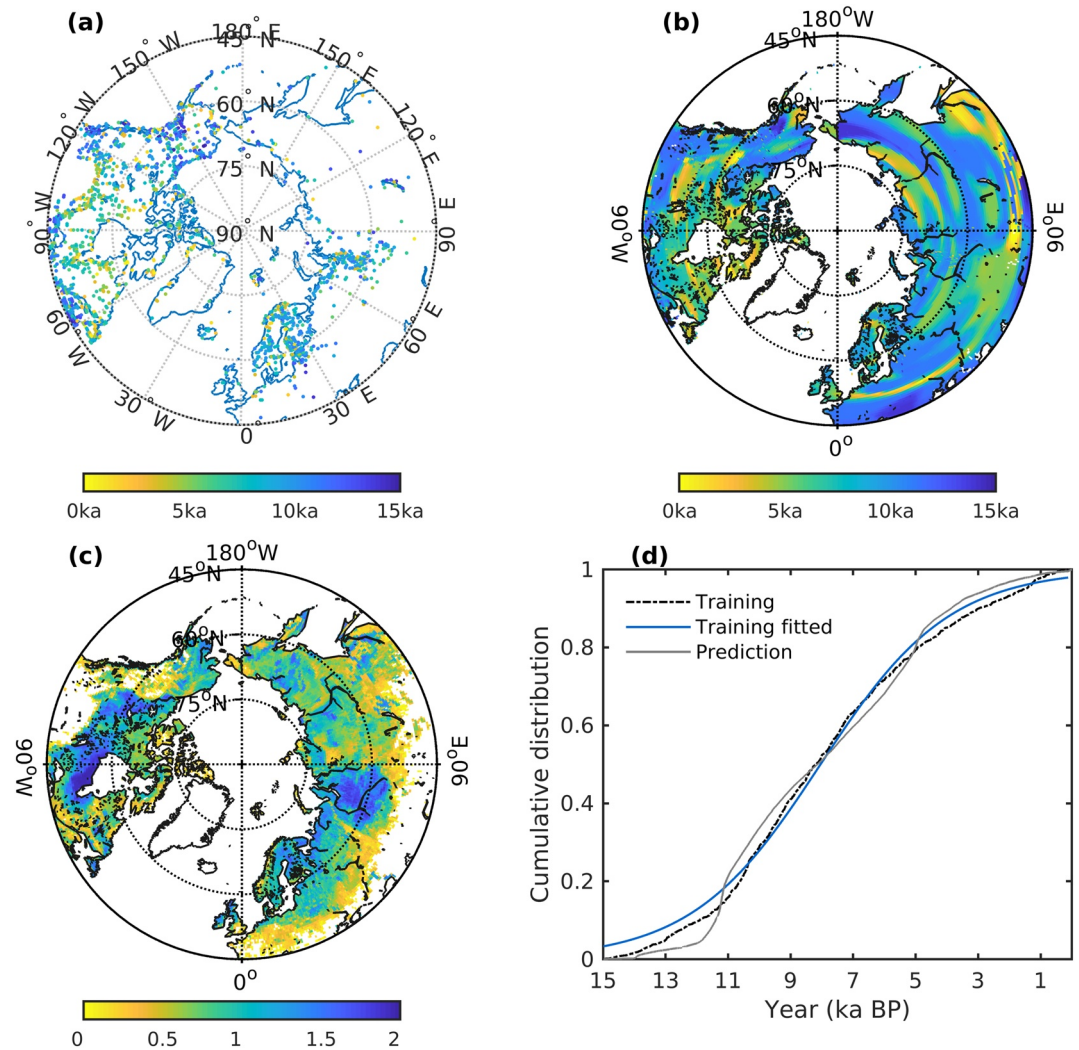 (a)
180° E
45° N
150° W
150° E
120° W
60° N
120° E
75° N
90° W
90° N
90° E
60° W
60° E
30° W
30° E
0°
0ka 5ka 10ka 15ka
(b)
180°W
45°N
60°N
75°N
90°W
90°E
0°
0ka 5ka 10ka 15ka
(c)
180°W
45°N
60°N
75°N
90°W
90°E
0°
0 0.5 1 1.5 2
(d)
1
0.8
0.6
0.4
0.2
0
Cumulative distribution
Training
Training fitted
Prediction
15 13 11 9 7 5 3 1
Year (ka BP)